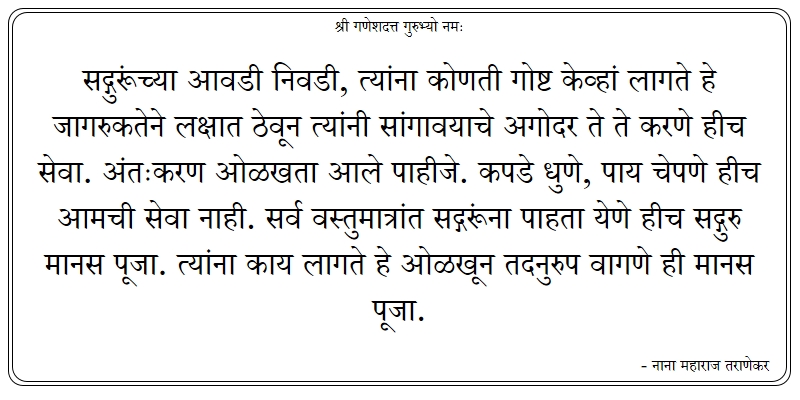 श्री गणेशदत्त गुरुभ्यो नमः
सद्गुरूंच्या आवडी निवडी, त्यांना कोणती गोष्ट केव्हां लागते हे
जागरुकतेने लक्षात ठेवून त्यांनी सांगावयाचे अगोदर ते ते करणे हीच
सेवा. अंतःकरण ओळखता आले पाहीजे. कपडे धुणे, पाय चेपणे हीच
आमची सेवा नाही. सर्व वस्तुमात्रांत सद्गरूंना पाहता येणे हीच सद्गुरु
मानस पूजा. त्यांना काय लागते हे ओळखून तदनुरुप वागणे ही मानस
पूजा.
- नाना महाराज तराणेकर